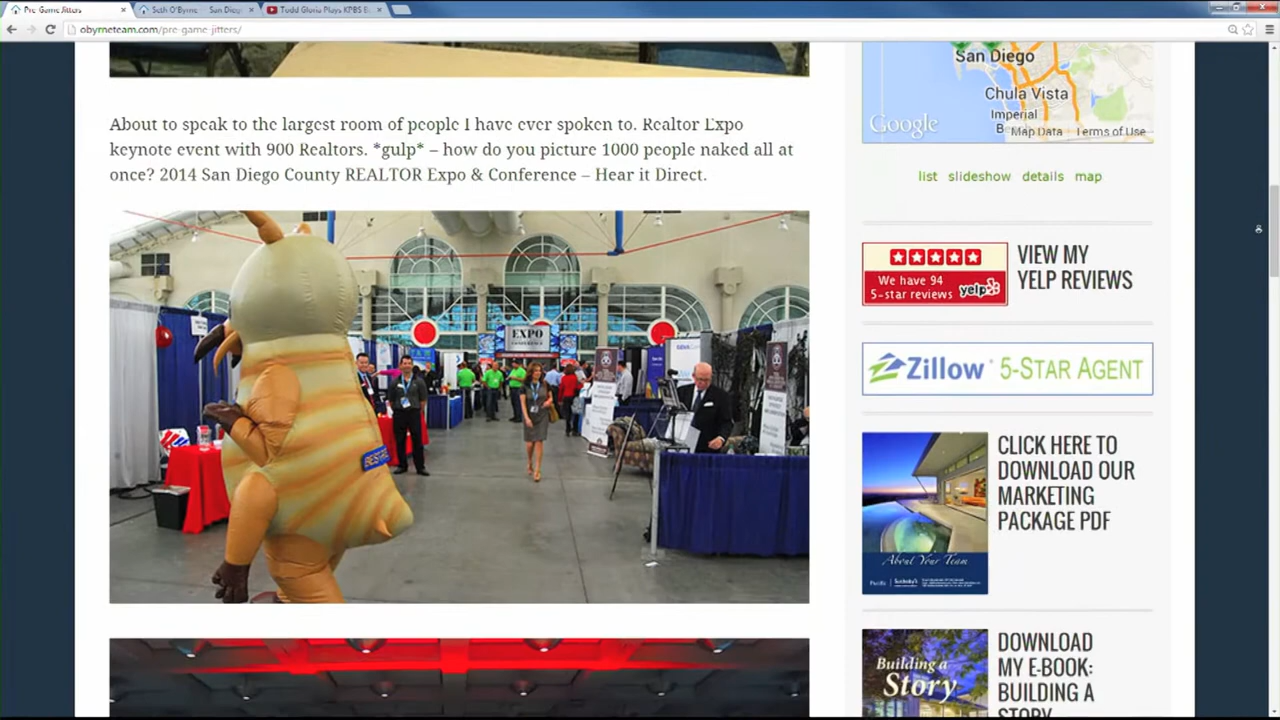 Pre-Game Jitters
Seth O'Byrne San Dieg
Todd Gloria Plays KPBS B
obyrneteam.com/pre-game-jitters/
About to speak to the largest room of people I have ever spoken to. Realtor Expo
keynote event with 900 Realtors. *gulp* – how do you picture 1000 people naked all at
once? 2014 San Diego County REALTOR Expo & Conference – Hear it Direct.
EXPO
CONFERENCE
BBVA
San Diego
Chula Vista
Imperial
B
Google
Map Data
Terms of Use
list slideshow details map
We have 94
5-star reviews
yelp
VIEW MY
YELP REVIEWS
Zillow 5-STAR AGENT
About Your Team
Pacific
Sotheby's
CLICK HERE TO
DOWNLOAD OUR
MARKETING
PACKAGE PDF
Building a
Story
DOWNLOAD
MY E-BOOK:
BUILDING A
STORY